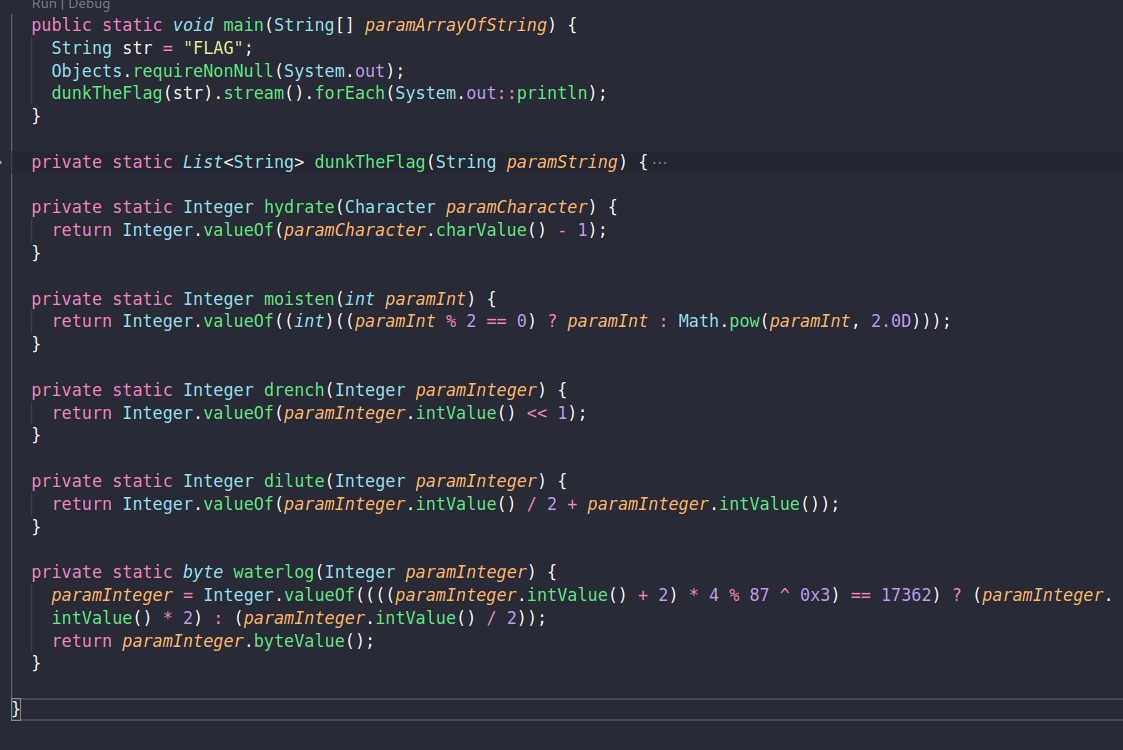 Run | Debug
public static void main(String[] paramArrayOfString) {
String str = "FLAG";
Objects.requireNonNull(System.out);
dunkTheFlag(str).stream().forEach(System.out::println);
}
private static List<String> dunkTheFlag(String paramString) {···
private static Integer hydrate(Character paramCharacter) {
return Integer.valueOf(paramCharacter.charValue() - 1);
}
private static Integer moisten(int paramInt) {
return Integer.valueOf((int)((paramInt % 2 == 0) ? paramInt : Math.pow(paramInt, 2.0D)));
}
private static Integer drench(Integer paramInteger) {
return Integer.valueOf(paramInteger.intValue() << 1);
}
private static Integer dilute(Integer paramInteger) {
return Integer.valueOf(paramInteger.intValue() / 2 + paramInteger.intValue());
}
private static byte waterlog(Integer paramInteger) {
paramInteger = Integer.valueOf((((paramInteger.intValue() + 2) * 4 % 87 ^ 0x3) == 17362) ? (paramInteger.
intValue() * 2) : (paramInteger.intValue() / 2));
return paramInteger.byteValue();
}
}